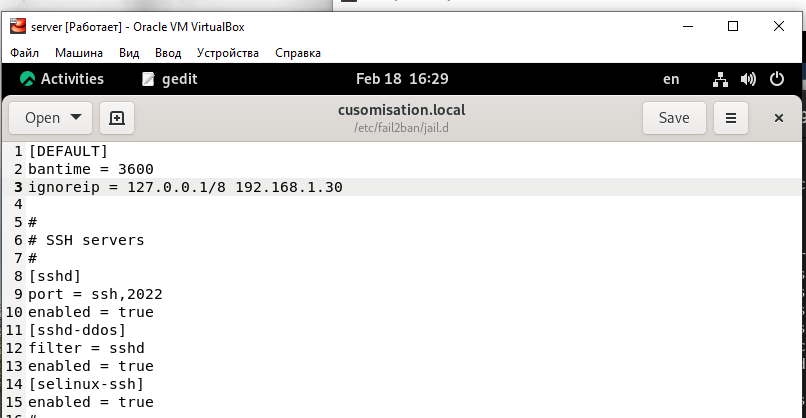 server [Работает] - Oracle VM VirtualBox
Файл Машина Вид Ввод Устройства Справка
Activities gedit Feb 18 16:29 en
Open cusomisation.local Save
/etc/fail2ban/jail.d
1 [DEFAULT]
2 bantime = 3600
3 ignoreip = 127.0.0.1/8 192.168.1.30
4
5 #
6 # SSH servers
7 #
8 [sshd]
9 port = ssh,2022
10 enabled = true
11 [sshd-ddos]
12 filter = sshd
13 enabled = true
14 [selinux-ssh]
15 enabled = true
16 #